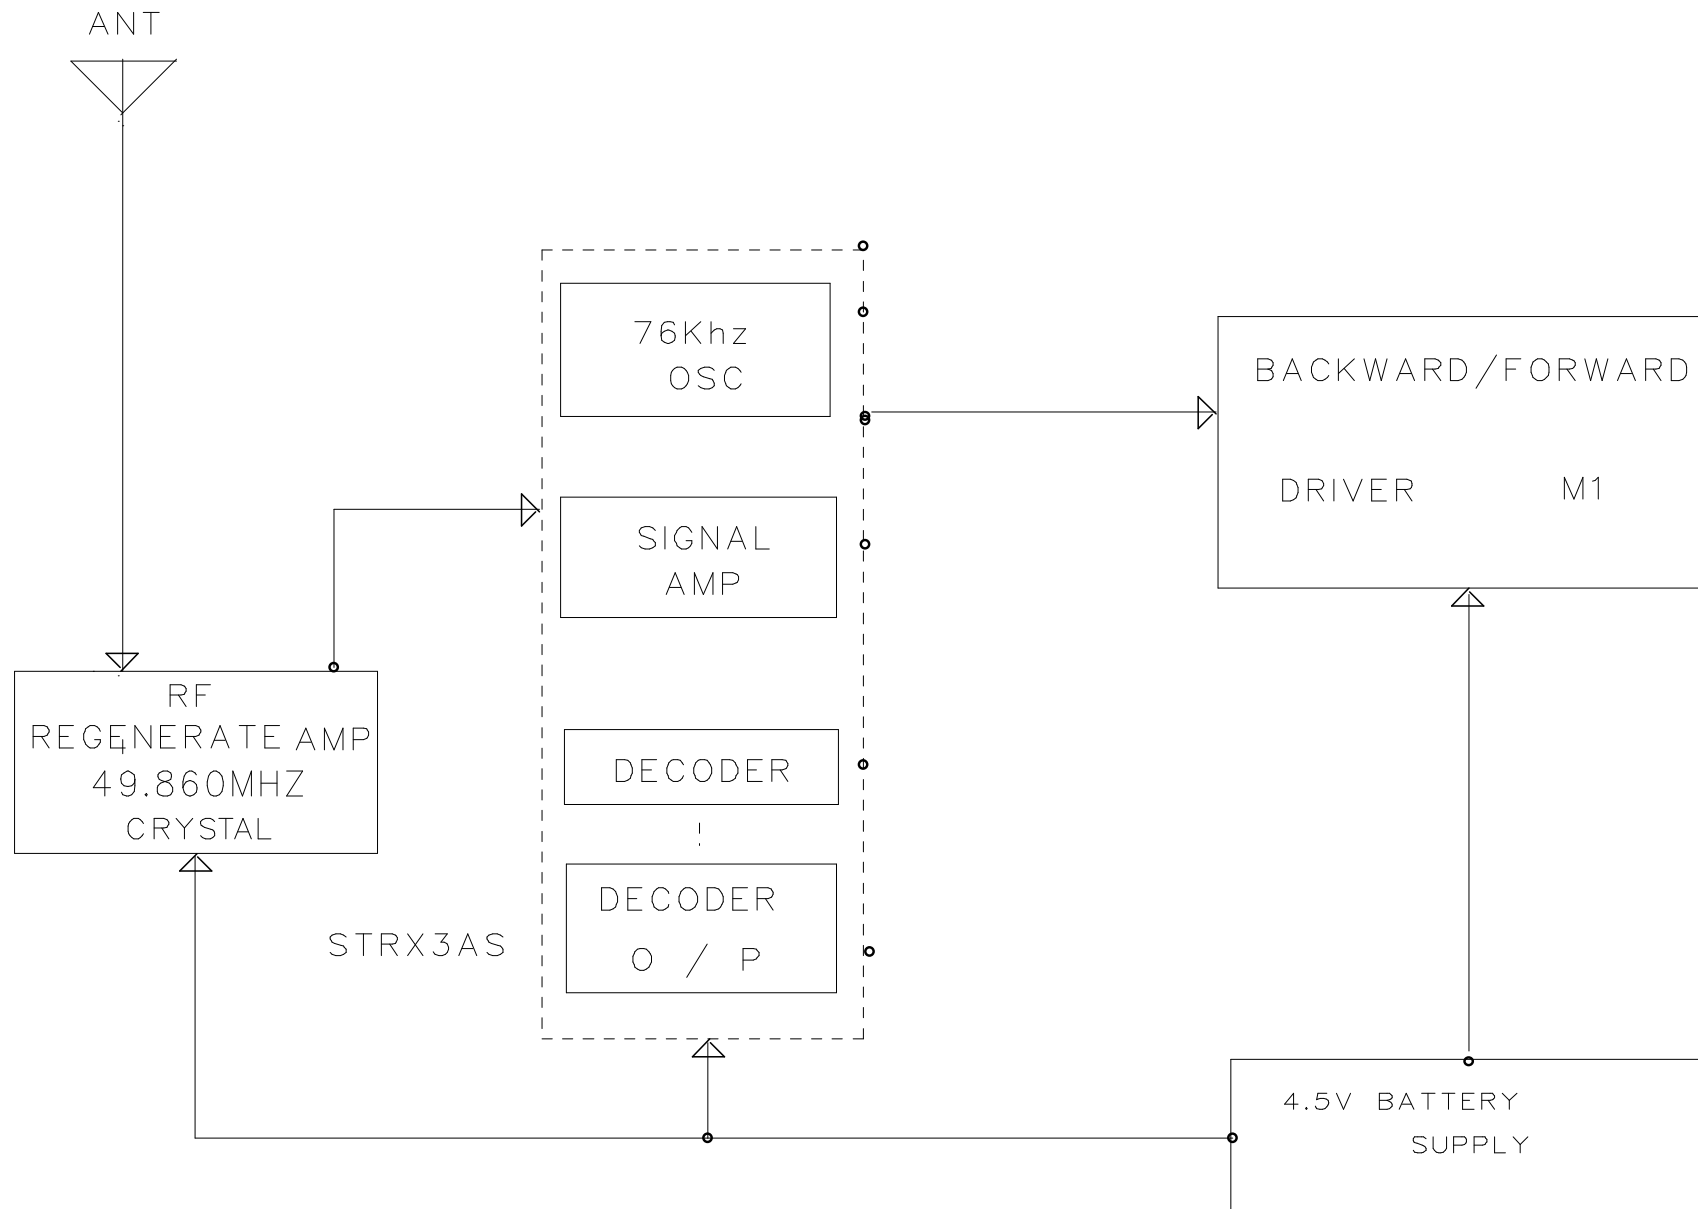 ANT
76Khz
OSC
BACKWARD/FORWARD
DRIVER M1
SIGNAL
AMP
RF
REGENERATE AMP
49.860MHZ
CRYSTAL
DECODER
DECODER
O / P
STRX3AS
4.5V BATTERY
SUPPLY